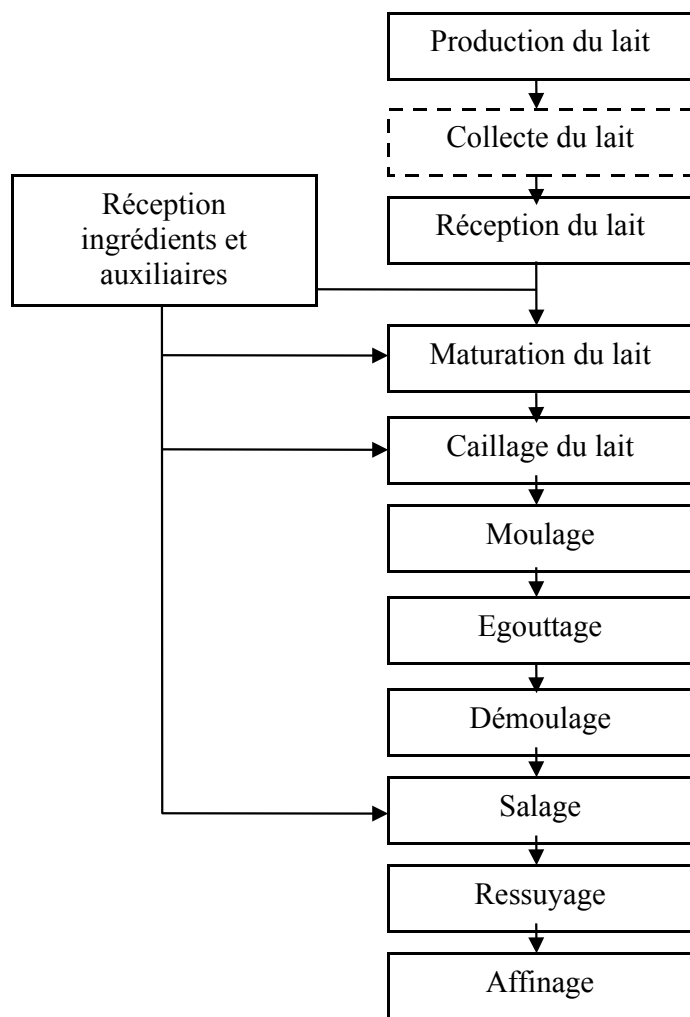 Production du lait
Collecte du lait
Réception
ingrédients et
auxiliaires
Réception du lait
Maturation du lait
Caillage du lait
Moulage
Egouttage
Démoulage
Salage
Ressuyage
Affinage